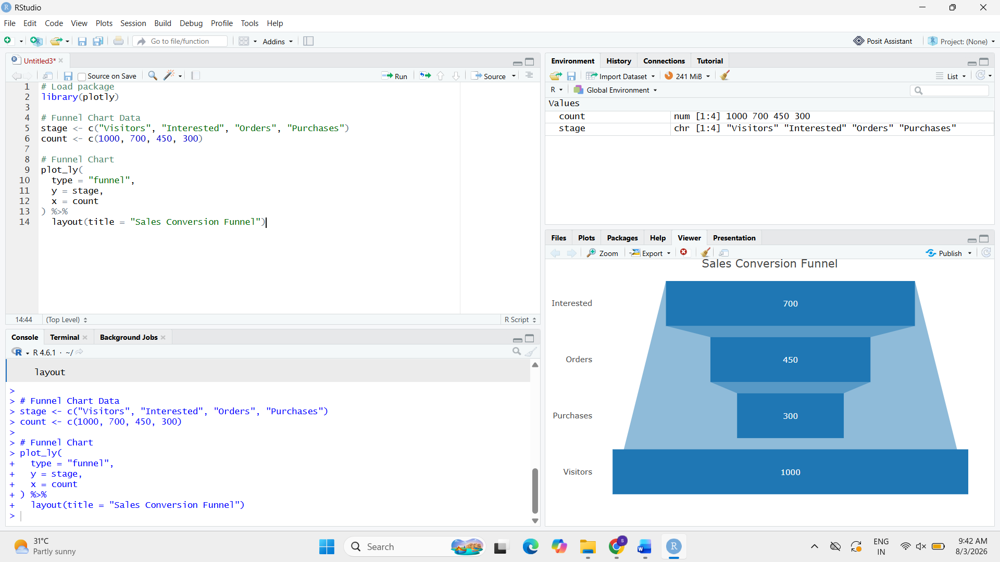 RStudio
File Edit Code View Plots Session Build Debug Profile Tools Help
Go to file/function Addins Posit Assistant Project: (None)
Untitled3*
Source on Save Run Source
1 # Load package
2 library(plotly)
3
4 # Funnel Chart Data
5 stage <- c("Visitors", "Interested", "Orders", "Purchases")
6 count <- c(1000, 700, 450, 300)
7
8 # Funnel Chart
9 plot_ly(
10 type = "funnel",
11 y = stage,
12 x = count
13 ) %>%
14 layout(title = "Sales Conversion Funnel")
14:44 (Top Level) R Script
Console Terminal Background Jobs
R 4.6.1 · ~/
layout
>
> # Funnel Chart Data
> stage <- c("Visitors", "Interested", "Orders", "Purchases")
> count <- c(1000, 700, 450, 300)
>
> # Funnel Chart
> plot_ly(
+ type = "funnel",
+ y = stage,
+ x = count
+ ) %>%
+ layout(title = "Sales Conversion Funnel")
>
Environment History Connections Tutorial
Import Dataset 241 MiB List
R Global Environment
Values
count num [1:4] 1000 700 450 300
stage chr [1:4] "Visitors" "Interested" "Orders" "Purchases"
Files Plots Packages Help Viewer Presentation
Zoom Export Publish
Sales Conversion Funnel
Interested 700
Orders 450
Purchases 300
Visitors 1000
31°C
Partly sunny
Search
ENG
IN
9:42 AM
8/3/2026